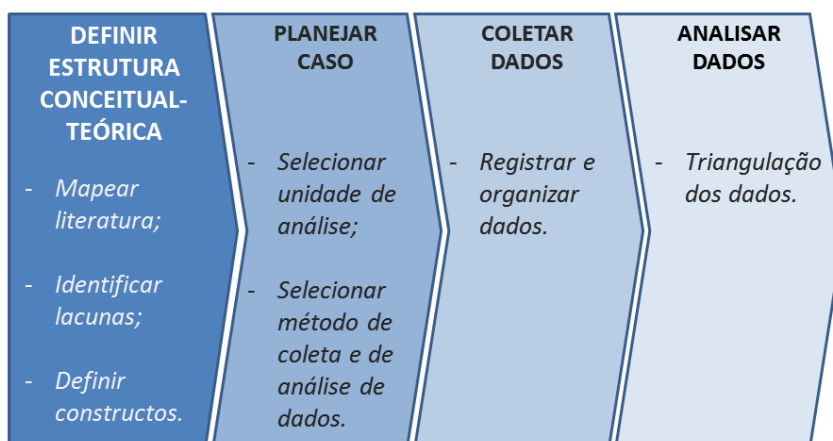 DEFINIR
ESTRUTURA
CONCEITUAL-
TEÓRICA
- Mapear
literatura;
- Identificar
lacunas;
- Definir
constructos.
PLANEJAR
CASO
- Selecionar
unidade de
análise;
- Selecionar
método de
coleta e de
análise de
dados.
COLETAR
DADOS
- Registrar e
organizar
dados.
ANALISAR
DADOS
- Triangulação
dos dados.